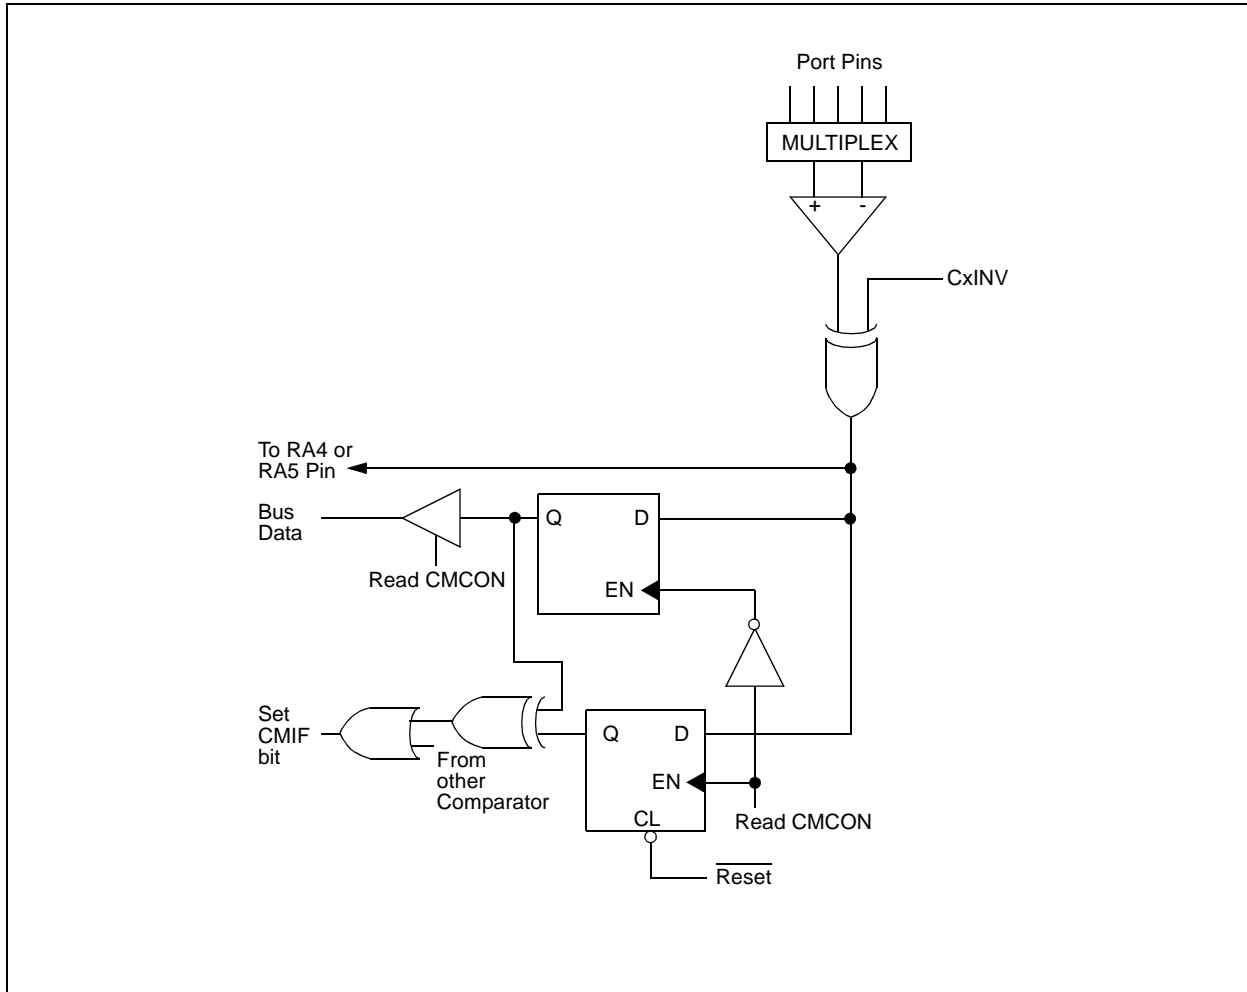 Port Pins
MULTIPLEX
+ -
CxINV
To RA4 or
RA5 Pin
Bus
Data
Q D
EN
Read CMCON
Set
CMIF
bit
From
other
Comparator
Q D
EN
CL
Read CMCON
Reset